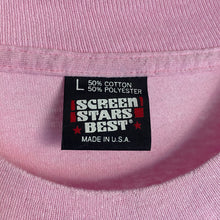 L 50% COTTON
50% POLYESTER
SCREEN
STARS
BEST®
MADE IN U.S.A.